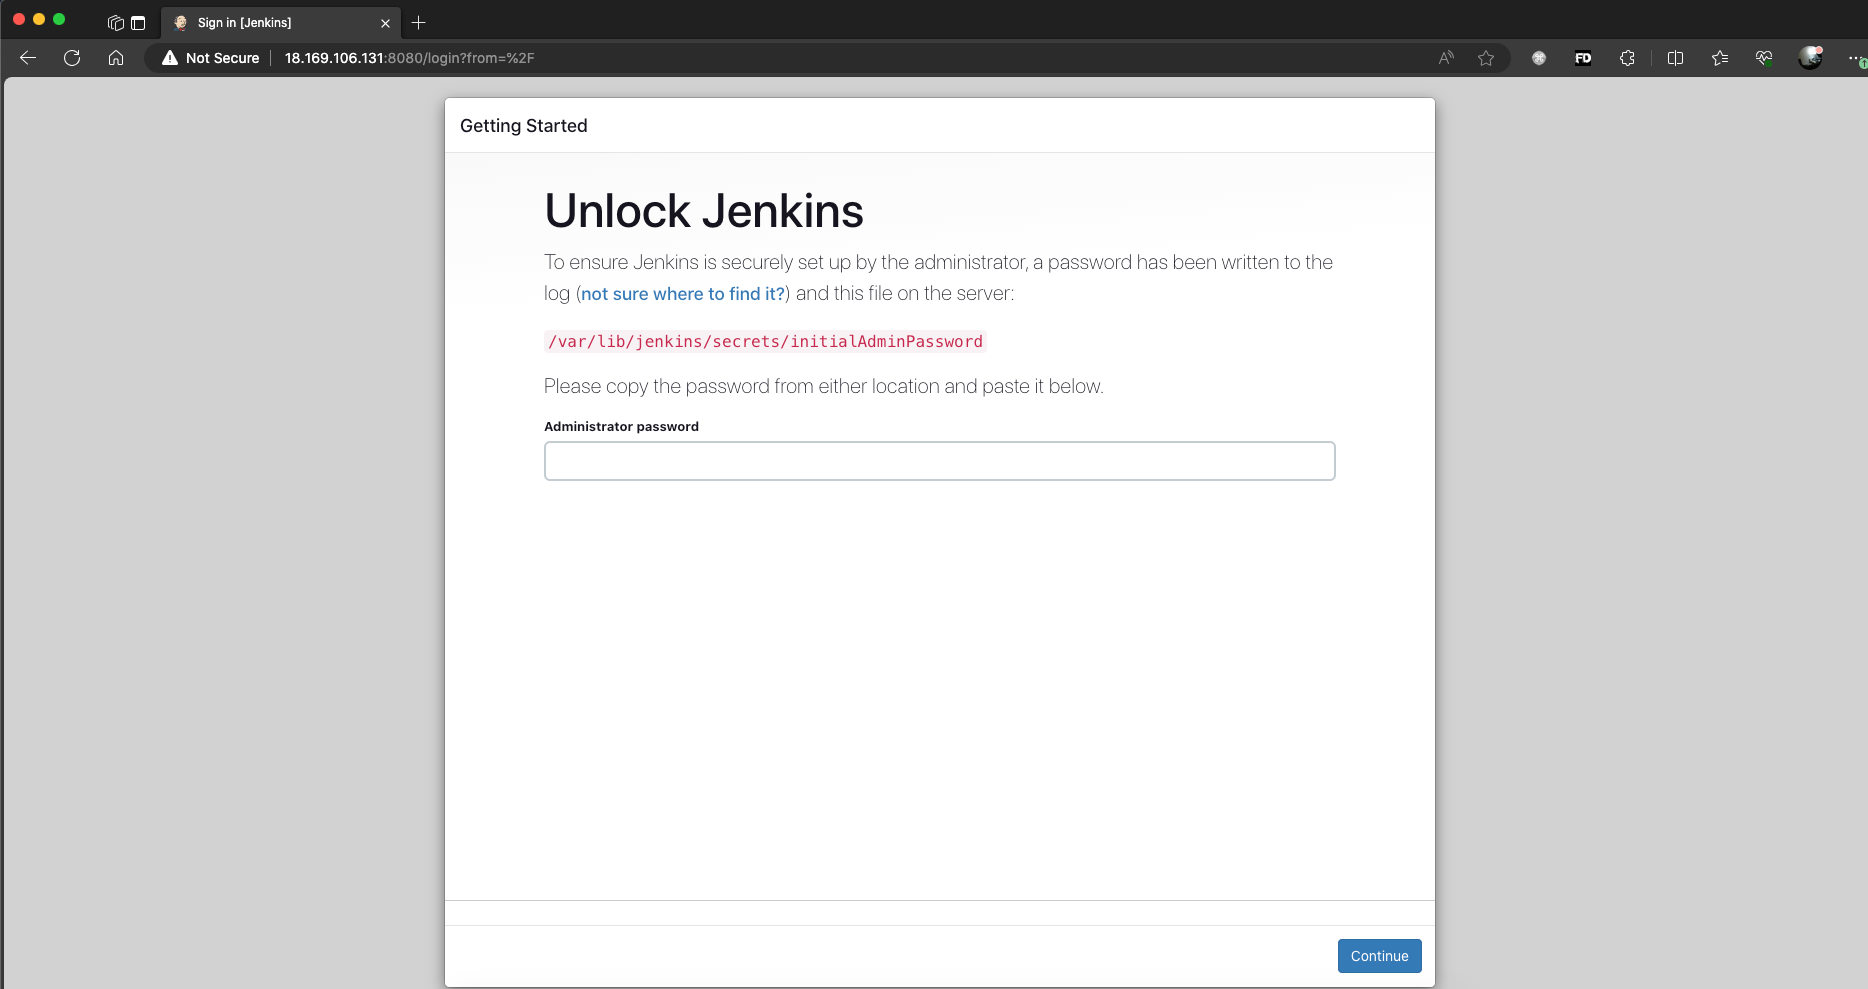 Sign in [Jenkins]
Not Secure
18.169.106.131:8080/login?from=%2F
FD
Getting Started
Unlock Jenkins
To ensure Jenkins is securely set up by the administrator, a password has been written to the
log (not sure where to find it?) and this file on the server:
/var/lib/jenkins/secrets/initialAdminPassword
Please copy the password from either location and paste it below.
Administrator password
Continue